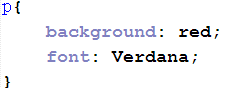 p{
background: red;
font: Verdana;
}